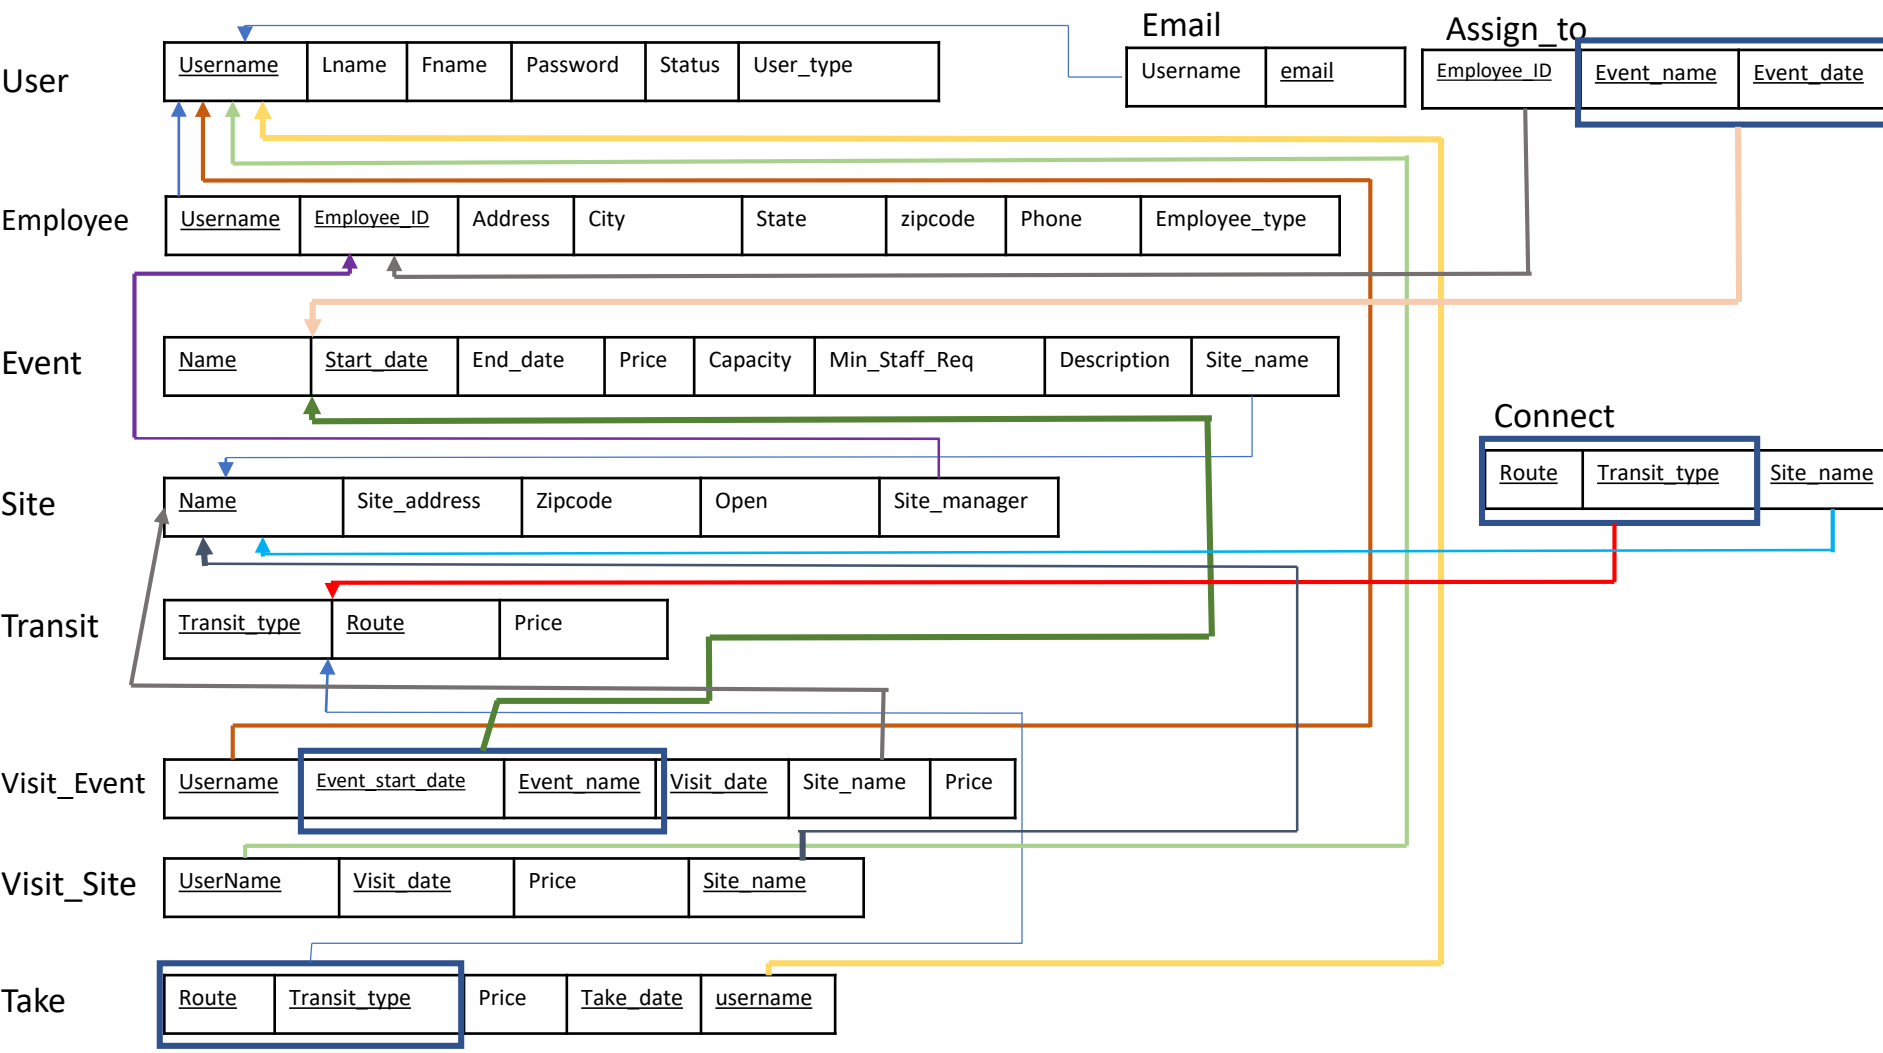 Email
Assign_to
User
Username Lname Fname Password Status User_type
Username email
Employee_ID Event_name Event_date
Employee
Username Employee_ID Address City State zipcode Phone Employee_type
Event
Name Start_date End_date Price Capacity Min_Staff_Req Description Site_name
Connect
Route Transit_type Site_name
Site
Name Site_address Zipcode Open Site_manager
Transit
Transit_type Route Price
Visit_Event
Username Event_start_date Event_name Visit_date Site_name Price
Visit_Site
UserName Visit_date Price Site_name
Take
Route Transit_type Price Take_date username